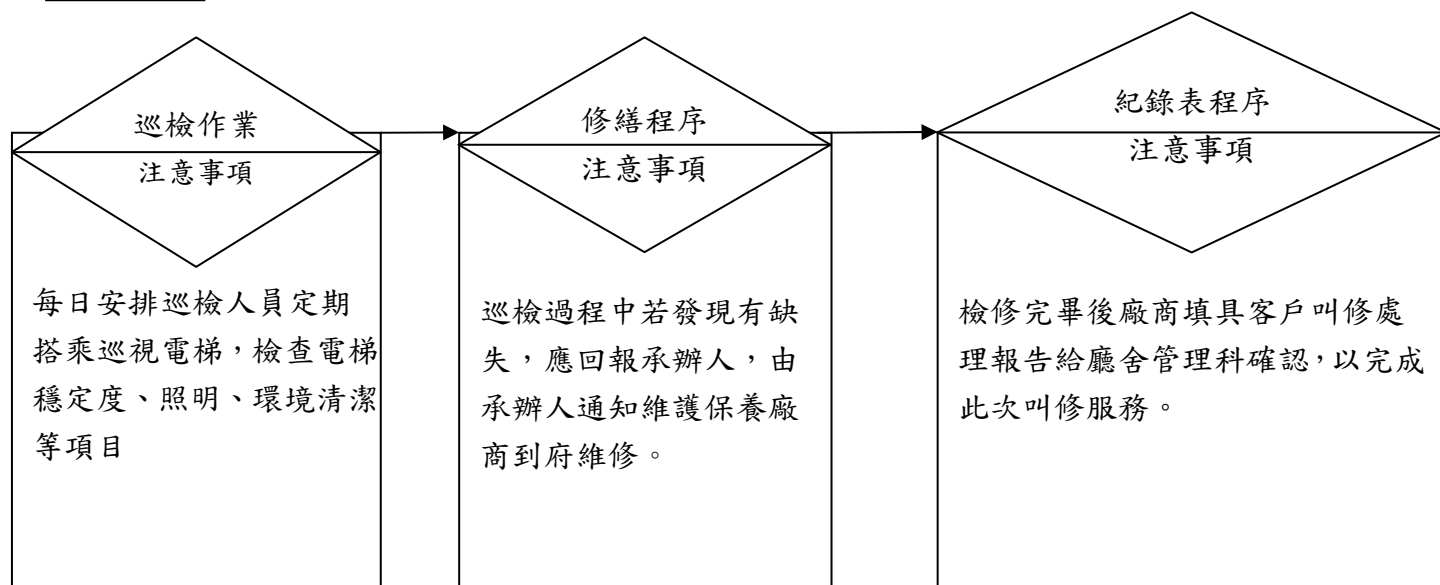 巡檢作業
注意事項
每日安排巡檢人員定期
搭乘巡視電梯，檢查電梯
穩定度、照明、環境清潔
等項目
修繕程序
注意事項
巡檢過程中若發現有缺
失，應回報承辦人，由
承辦人通知維護保養廠
商到府維修。
紀錄表程序
注意事項
檢修完畢後廠商填具客戶叫修處
理報告給廳舍管理科確認，以完成
此次叫修服務。